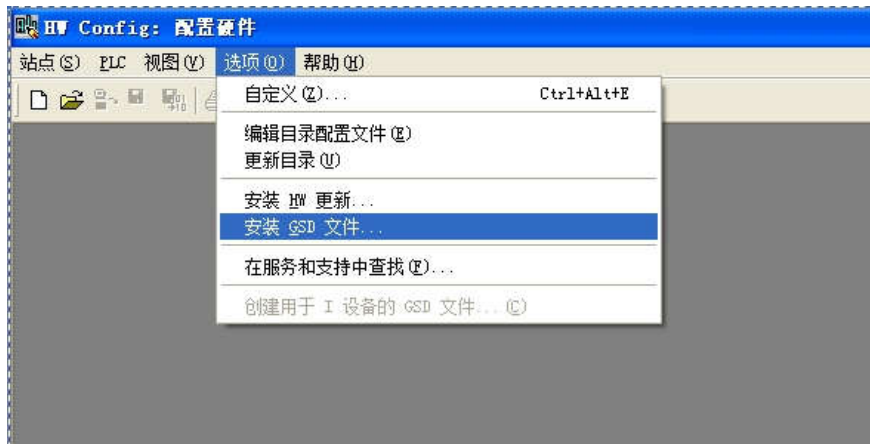 HW Config: 配置硬件
站点(S) PLC 视图(V) 选项(O) 帮助(H)
自定义(Z)... Ctrl+Alt+E
编辑目录配置文件(E)
更新目录(U)
安装 HW 更新...
安装 GSD 文件...
在服务和支持中查找(F)...
创建用于 I 设备的 GSD 文件...(C)